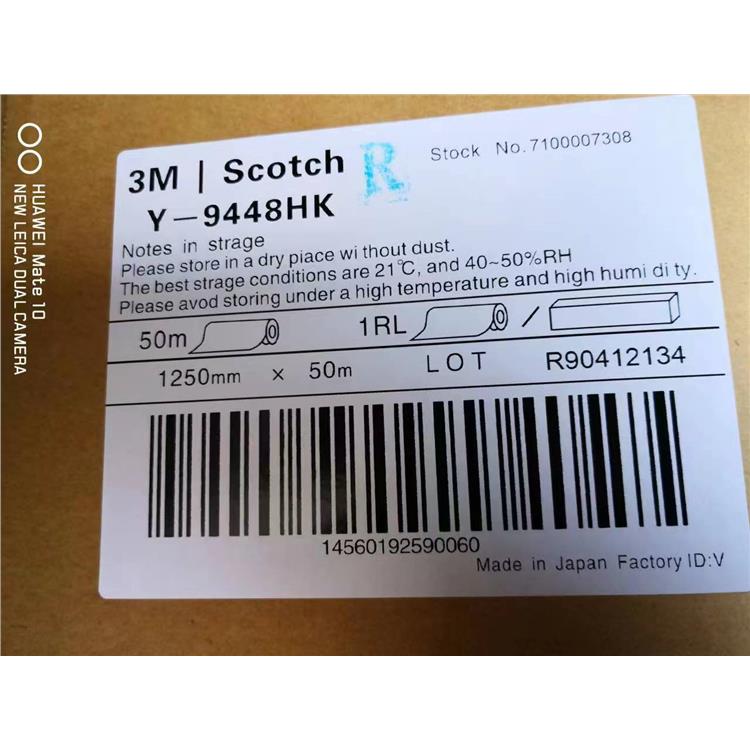 HUAWEI Mate 10
NEW LEICA DUAL CAMERA
3M | Scotch R Stock No.7100007308
Y-9448HK
Notes in strage
Please store in a dry piace wi thout dust.
The best strage conditions are 21℃, and 40~50%RH
Please avod storing under a high temperature and high humi di ty.
50m 1RL /
1250mm × 50m LOT R90412134
14560192590060
Made in Japan Factory ID:V